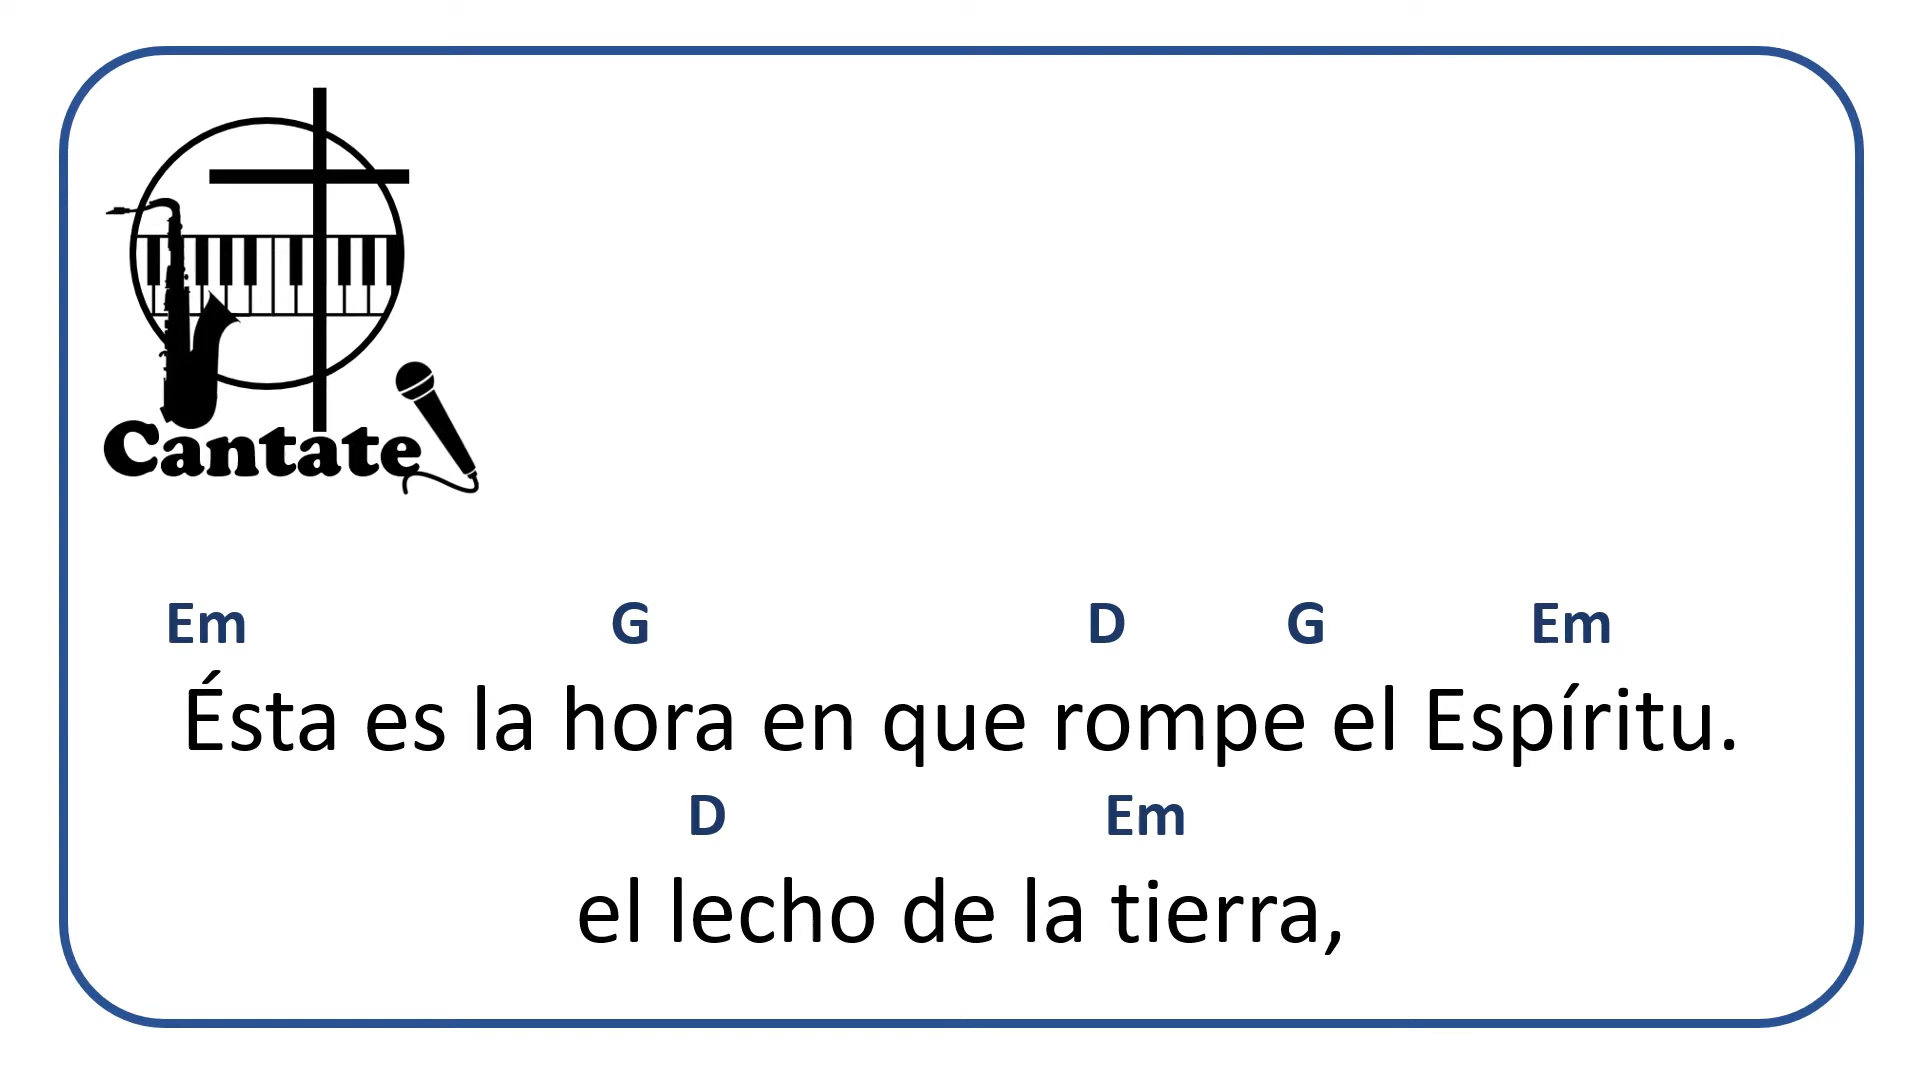 Cantate
Em G D G Em
Ésta es la hora en que rompe el Espíritu.
D Em
el lecho de la tierra,